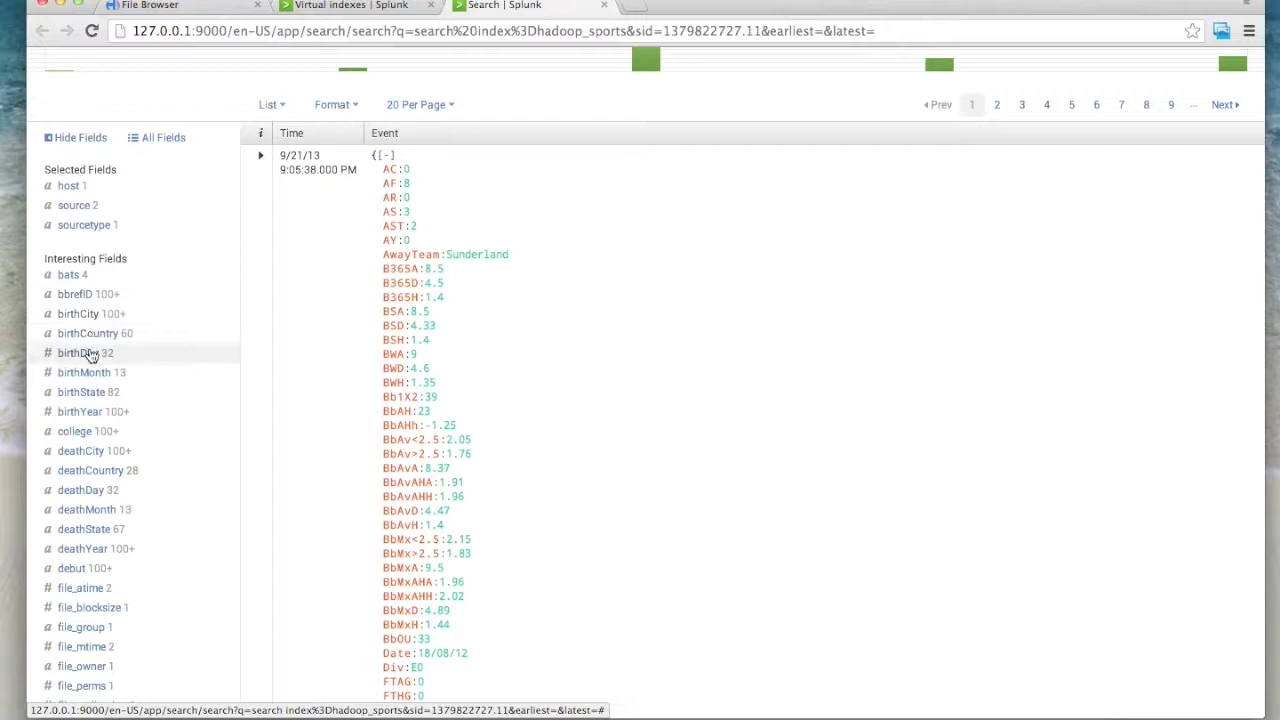 File Browser
Virtual indexes | Splunk
Search | Splunk
127.0.0.1:9000/en-US/app/search/search?q=search%20index%3Dhadoop_sports&sid=1379822727.11&earliest=&latest=
List Format 20 Per Page
Prev 1 2 3 4 5 6 7 8 9 ... Next
Hide Fields All Fields
i Time Event
Selected Fields
a host 1
a source 2
a sourcetype 1
Interesting Fields
a bats 4
a bbrefID 100+
a birthCity 100+
a birthCountry 60
# birthDay 32
# birthMonth 13
a birthState 82
# birthYear 100+
a college 100+
a deathCity 100+
a deathCountry 28
a deathDay 32
a deathMonth 13
a deathState 67
a deathYear 100+
a debut 100+
# file_atime 2
# file_blocksize 1
a file_group 1
# file_mtime 2
a file_owner 1
a file_perms 1
9/21/13
9:05:38.000 PM
{[-]
AC:0
AF:8
AR:0
AS:3
AST:2
AY:0
AwayTeam:Sunderland
B365A:8.5
B365D:4.5
B365H:1.4
BSA:8.5
BSD:4.33
BSH:1.4
BWA:9
BWD:4.6
BWH:1.35
Bb1X2:39
BbAH:23
BbAHh:-1.25
BbAv<2.5:2.05
BbAv>2.5:1.76
BbAvA:8.37
BbAvAHA:1.91
BbAvAHH:1.96
BbAvD:4.47
BbAvH:1.4
BbMx<2.5:2.15
BbMx>2.5:1.83
BbMxA:9.5
BbMxAHA:1.96
BbMxAHH:2.02
BbMxD:4.89
BbMxH:1.44
BbOU:33
Date:18/08/12
Div:E0
FTAG:0
FTHG:0
127.0.0.1:9000/en-US/app/search/search?q=search index%3Dhadoop_sports&sid=1379822727.11&earliest=&latest=#